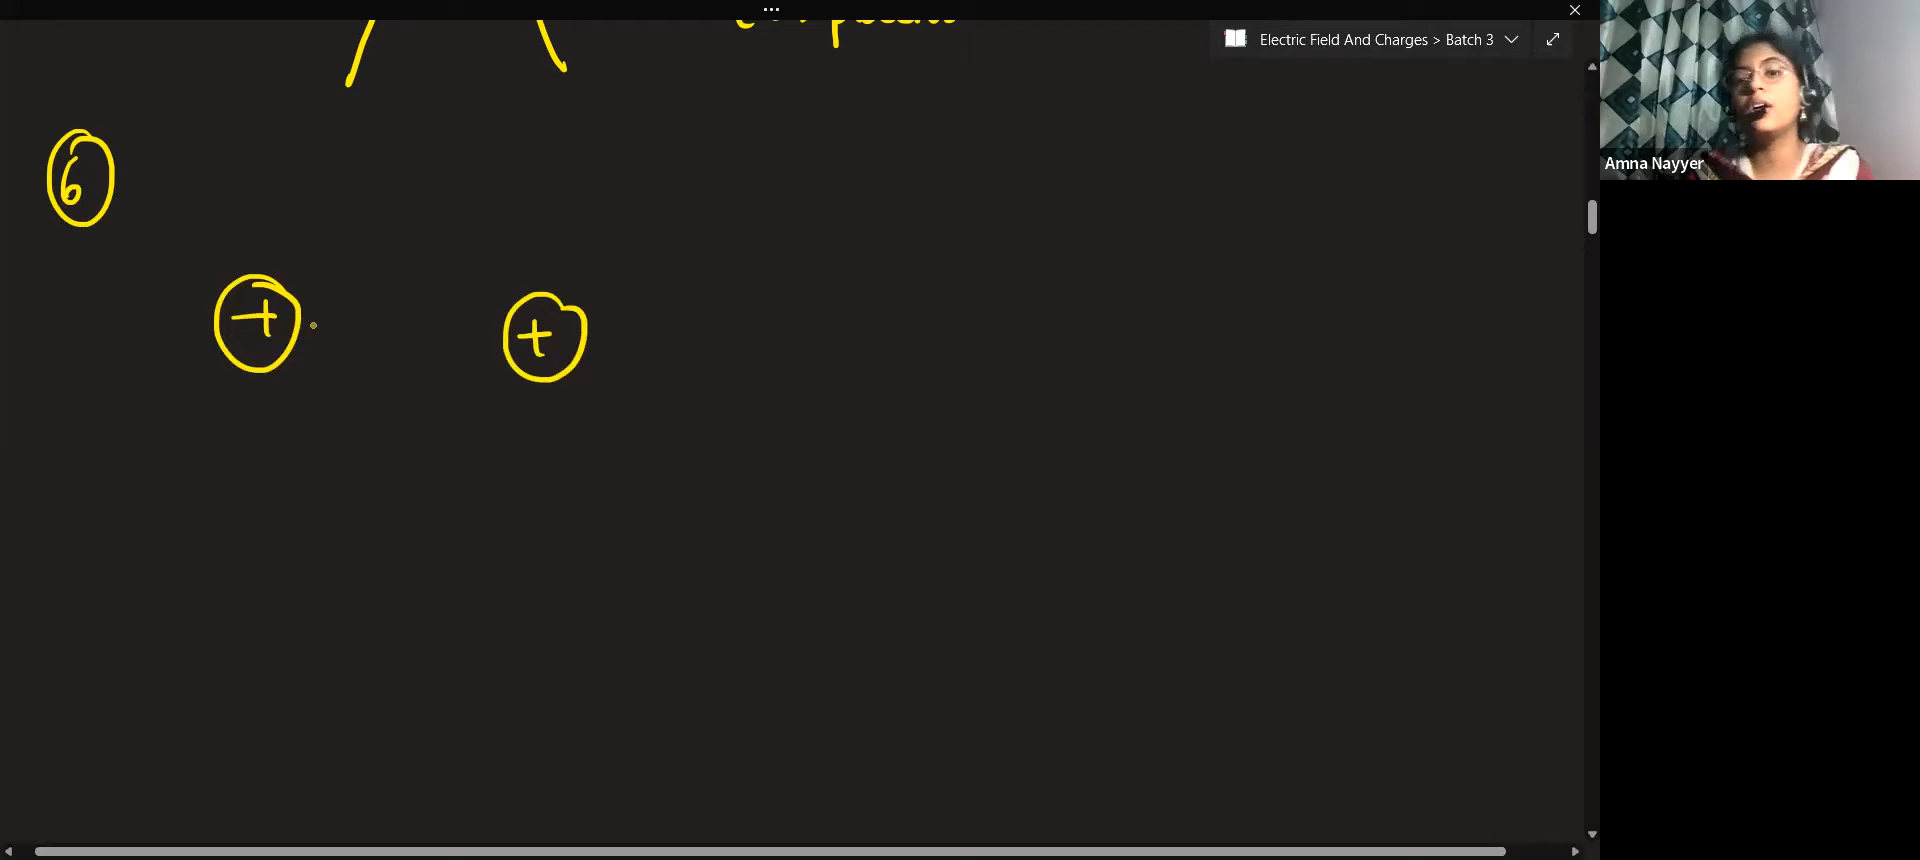 Electric Field And Charges > Batch 3
Amna Nayyer
6
+ +